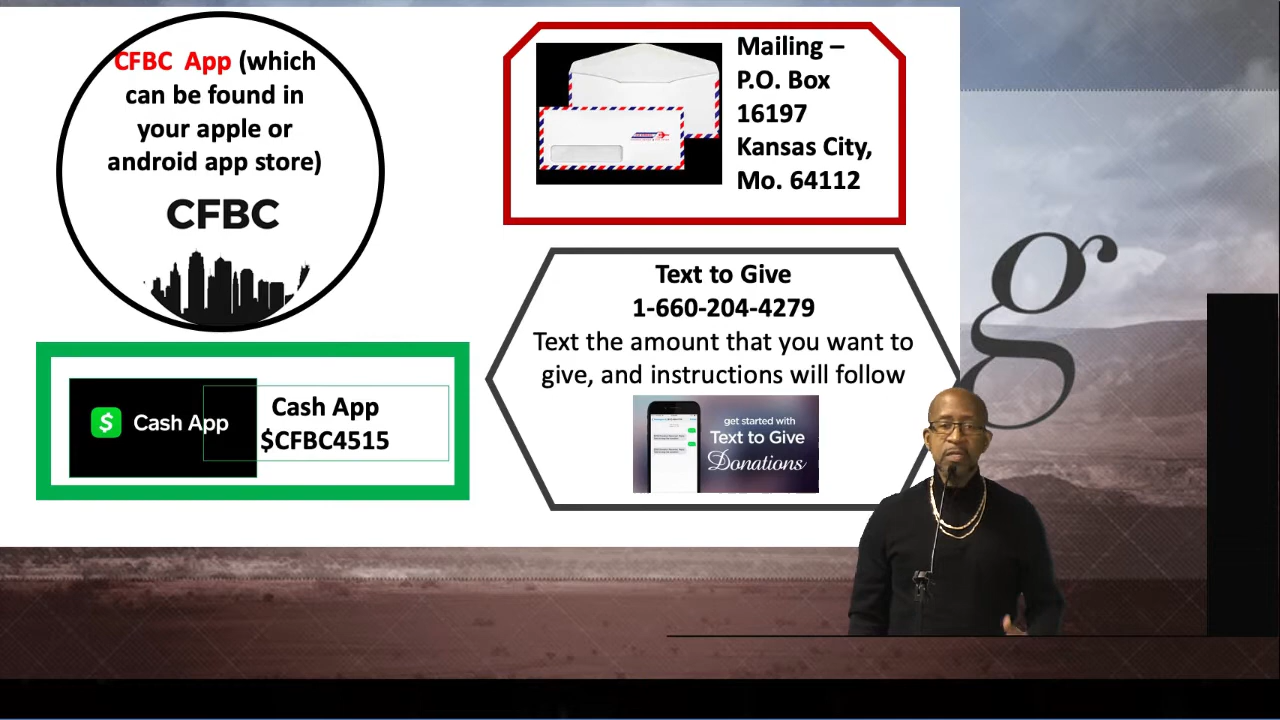 CFBC App (which
can be found in
your apple or
android app store)
CFBC
Mailing –
P.O. Box
16197
Kansas City,
Mo. 64112
Text to Give
1-660-204-4279
Text the amount that you want to
give, and instructions will follow
get started with
Text to Give
Donations
$ Cash App
Cash App
$CFBC4515
g